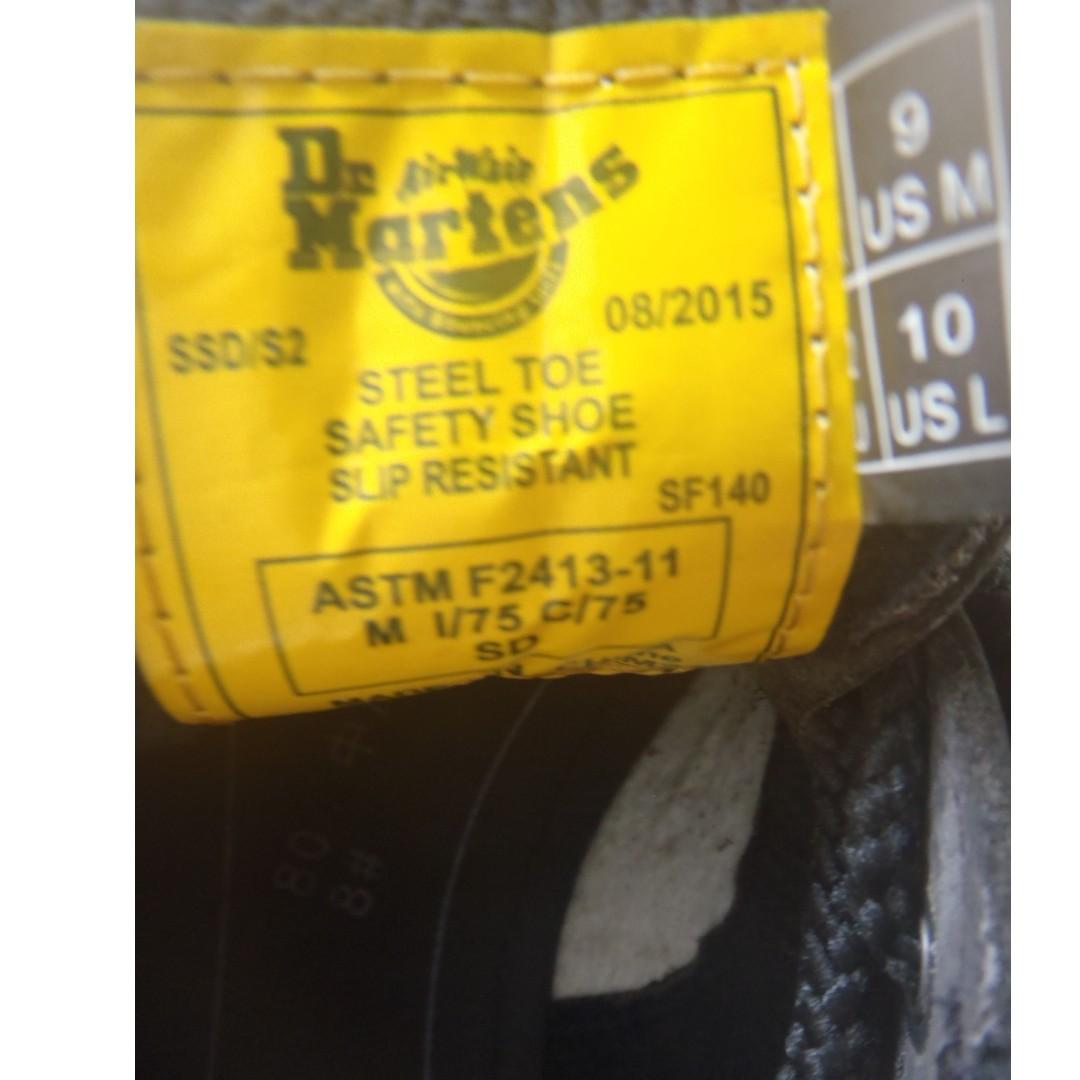 Dr. Martens
AirWair
SSD/S2
08/2015
STEEL TOE
SAFETY SHOE
SLIP RESISTANT
SF140
ASTM F2413-11
M I/75 C/75
SD
9
US M
10
US L